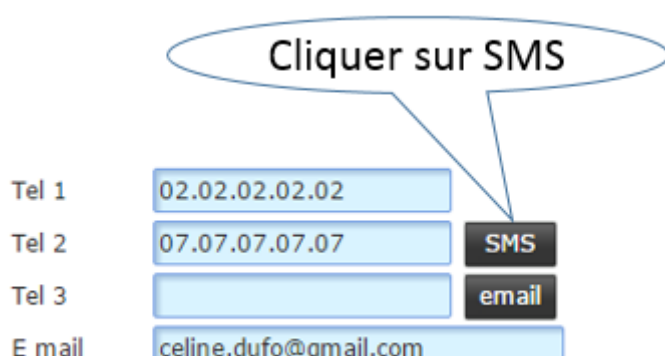 Cliquer sur SMS
Tel 1 02.02.02.02.02
Tel 2 07.07.07.07.07 SMS
Tel 3 email
E mail celine.dufo@gmail.com